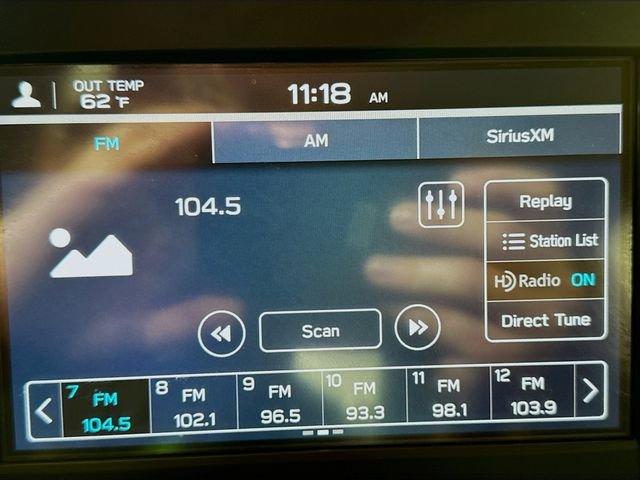 OUT TEMP
62 °F
11:18 AM
FM AM SiriusXM
104.5
Replay
Station List
HD Radio ON
Direct Tune
Scan
7 FM 104.5
8 FM 102.1
9 FM 96.5
10 FM 93.3
11 FM 98.1
12 FM 103.9